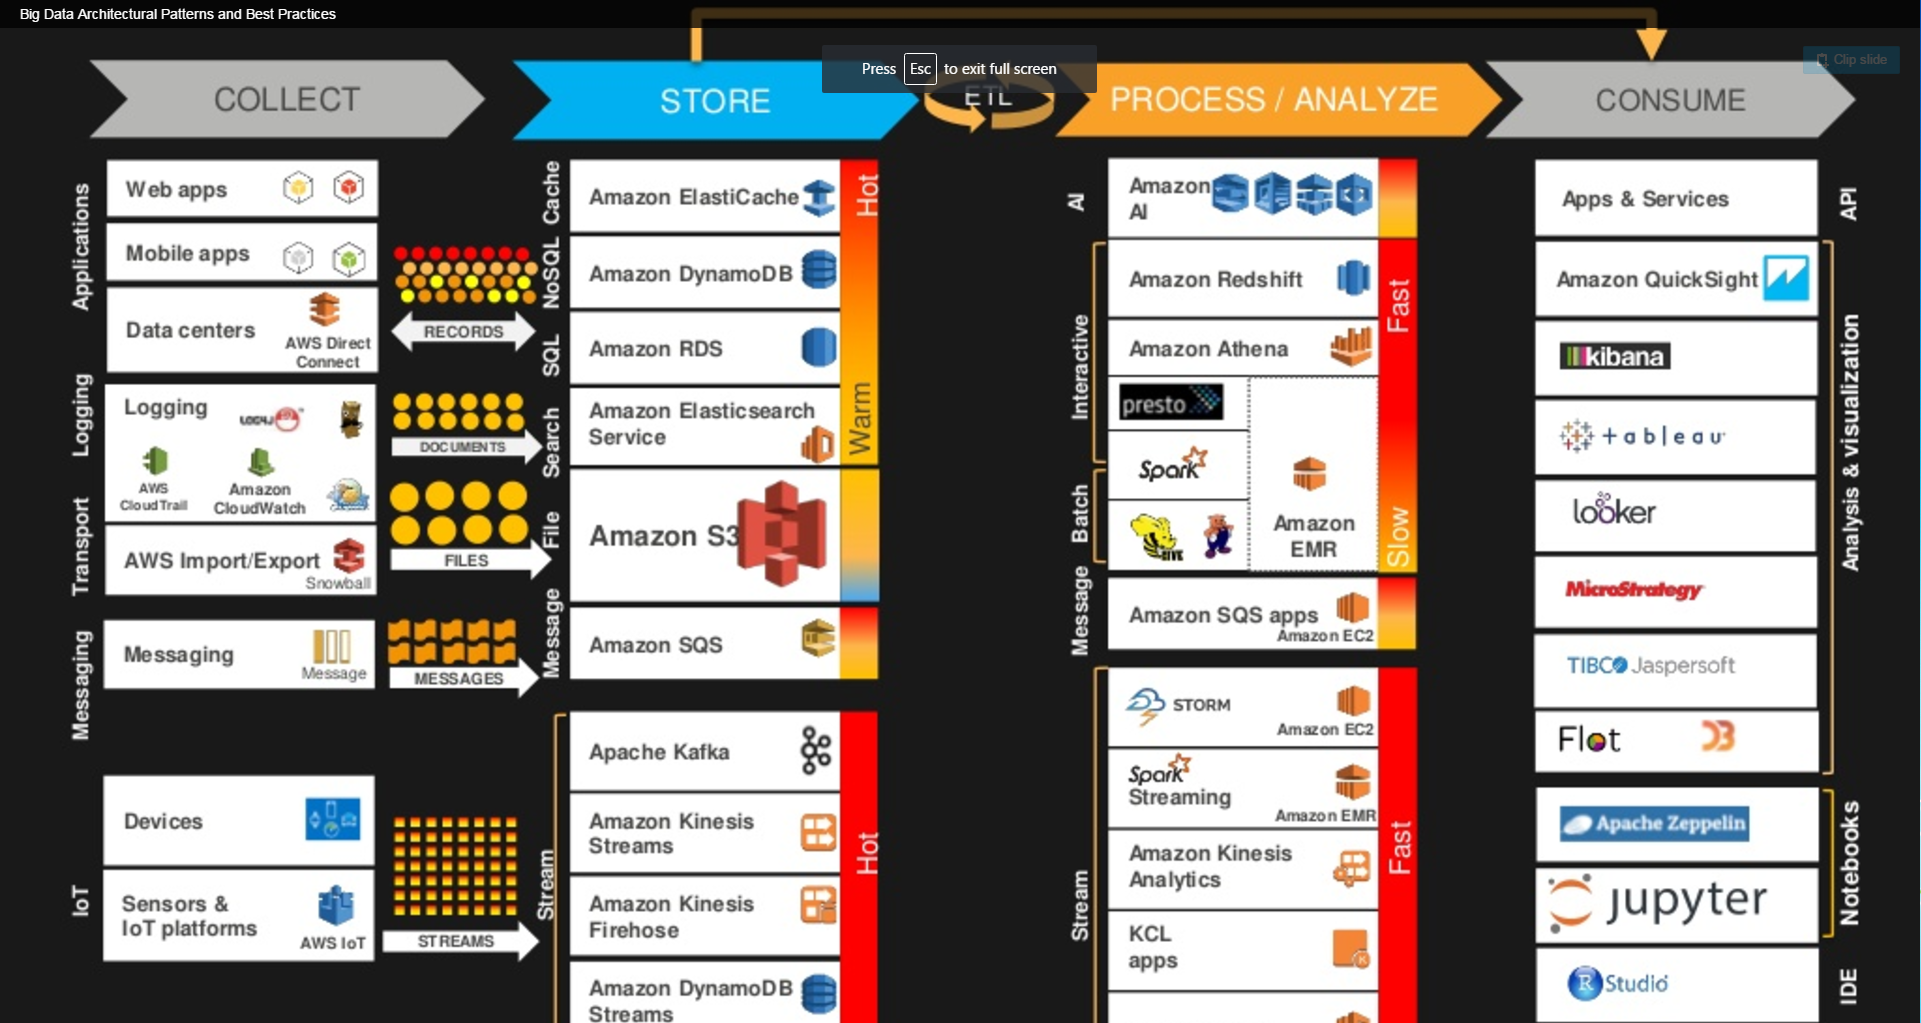 Big Data Architectural Patterns and Best Practices
Press Esc to exit full screen
Clip slide
COLLECT
STORE
ETL
PROCESS / ANALYZE
CONSUME
Applications
Web apps
Mobile apps
Data centers
AWS Direct
Connect
Logging
Logging
LOG4J
AWS
CloudTrail
Amazon
CloudWatch
Transport
AWS Import/Export
Snowball
Messaging
Messaging
Message
IoT
Devices
Sensors &
IoT platforms
AWS IoT
RECORDS
DOCUMENTS
FILES
MESSAGES
STREAMS
Cache
Amazon ElastiCache
NoSQL
Amazon DynamoDB
SQL
Amazon RDS
Search
Amazon Elasticsearch
Service
File
Amazon S3
Message
Amazon SQS
Hot
Warm
Stream
Apache Kafka
Amazon Kinesis
Streams
Amazon Kinesis
Firehose
Amazon DynamoDB
Streams
Hot
AI
Amazon
AI
Interactive
Amazon Redshift
Amazon Athena
presto
Spark
Batch
HIVE
Amazon
EMR
Fast
Slow
Message
Amazon SQS apps
Amazon EC2
Stream
STORM
Amazon EC2
Spark
Streaming
Amazon EMR
Amazon Kinesis
Analytics
KCL
apps
K
Fast
Apps & Services
API
Amazon QuickSight
kibana
+ableau
looker
MicroStrategy
TIBCO Jaspersoft
Flot
D3
Analysis & visualization
Apache Zeppelin
jupyter
Notebooks
R Studio
IDE